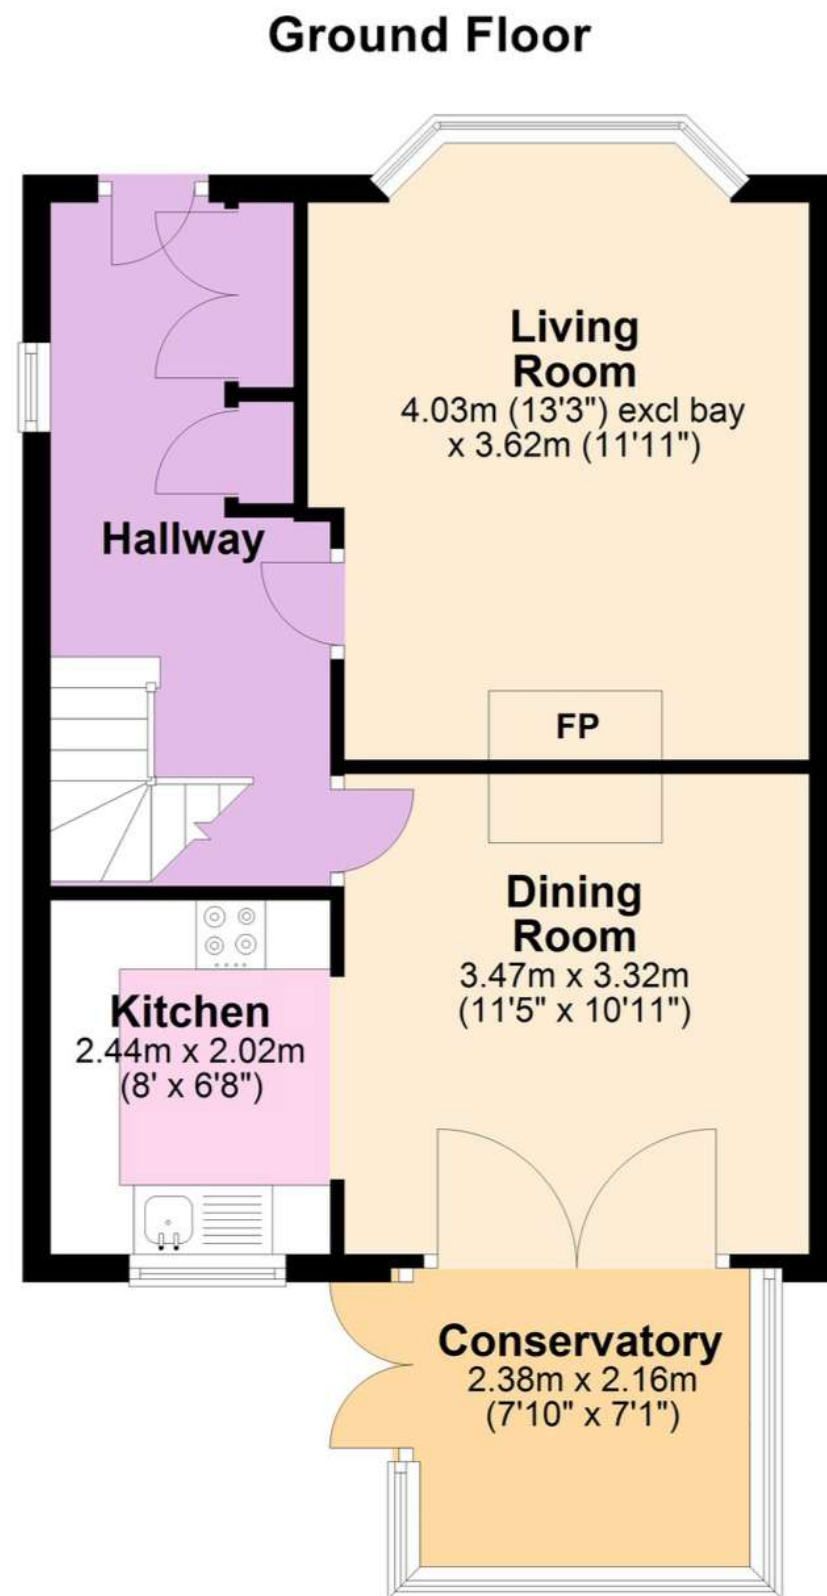 Ground Floor
Living
Room
4.03m (13'3") excl bay
x 3.62m (11'11")
Hallway
FP
Dining
Room
3.47m x 3.32m
(11'5" x 10'11")
Kitchen
2.44m x 2.02m
(8' x 6'8")
Conservatory
2.38m x 2.16m
(7'10" x 7'1")